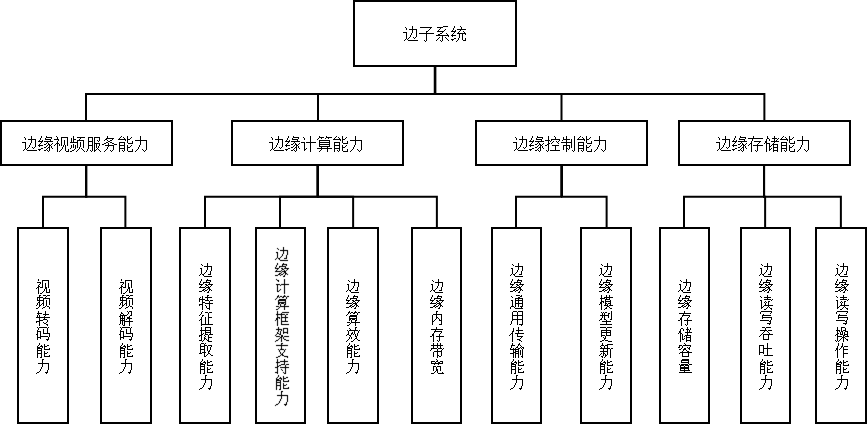 边子系统
边缘视频服务能力
边缘计算能力
边缘控制能力
边缘存储能力
视频转码能力
视频解码能力
边缘特征提取能力
边缘计算框架支持能力
边缘算效能力
边缘内存带宽
边缘通用传输能力
边缘模型更新能力
边缘存储容量
边缘读写吞吐能力
边缘读写操作能力